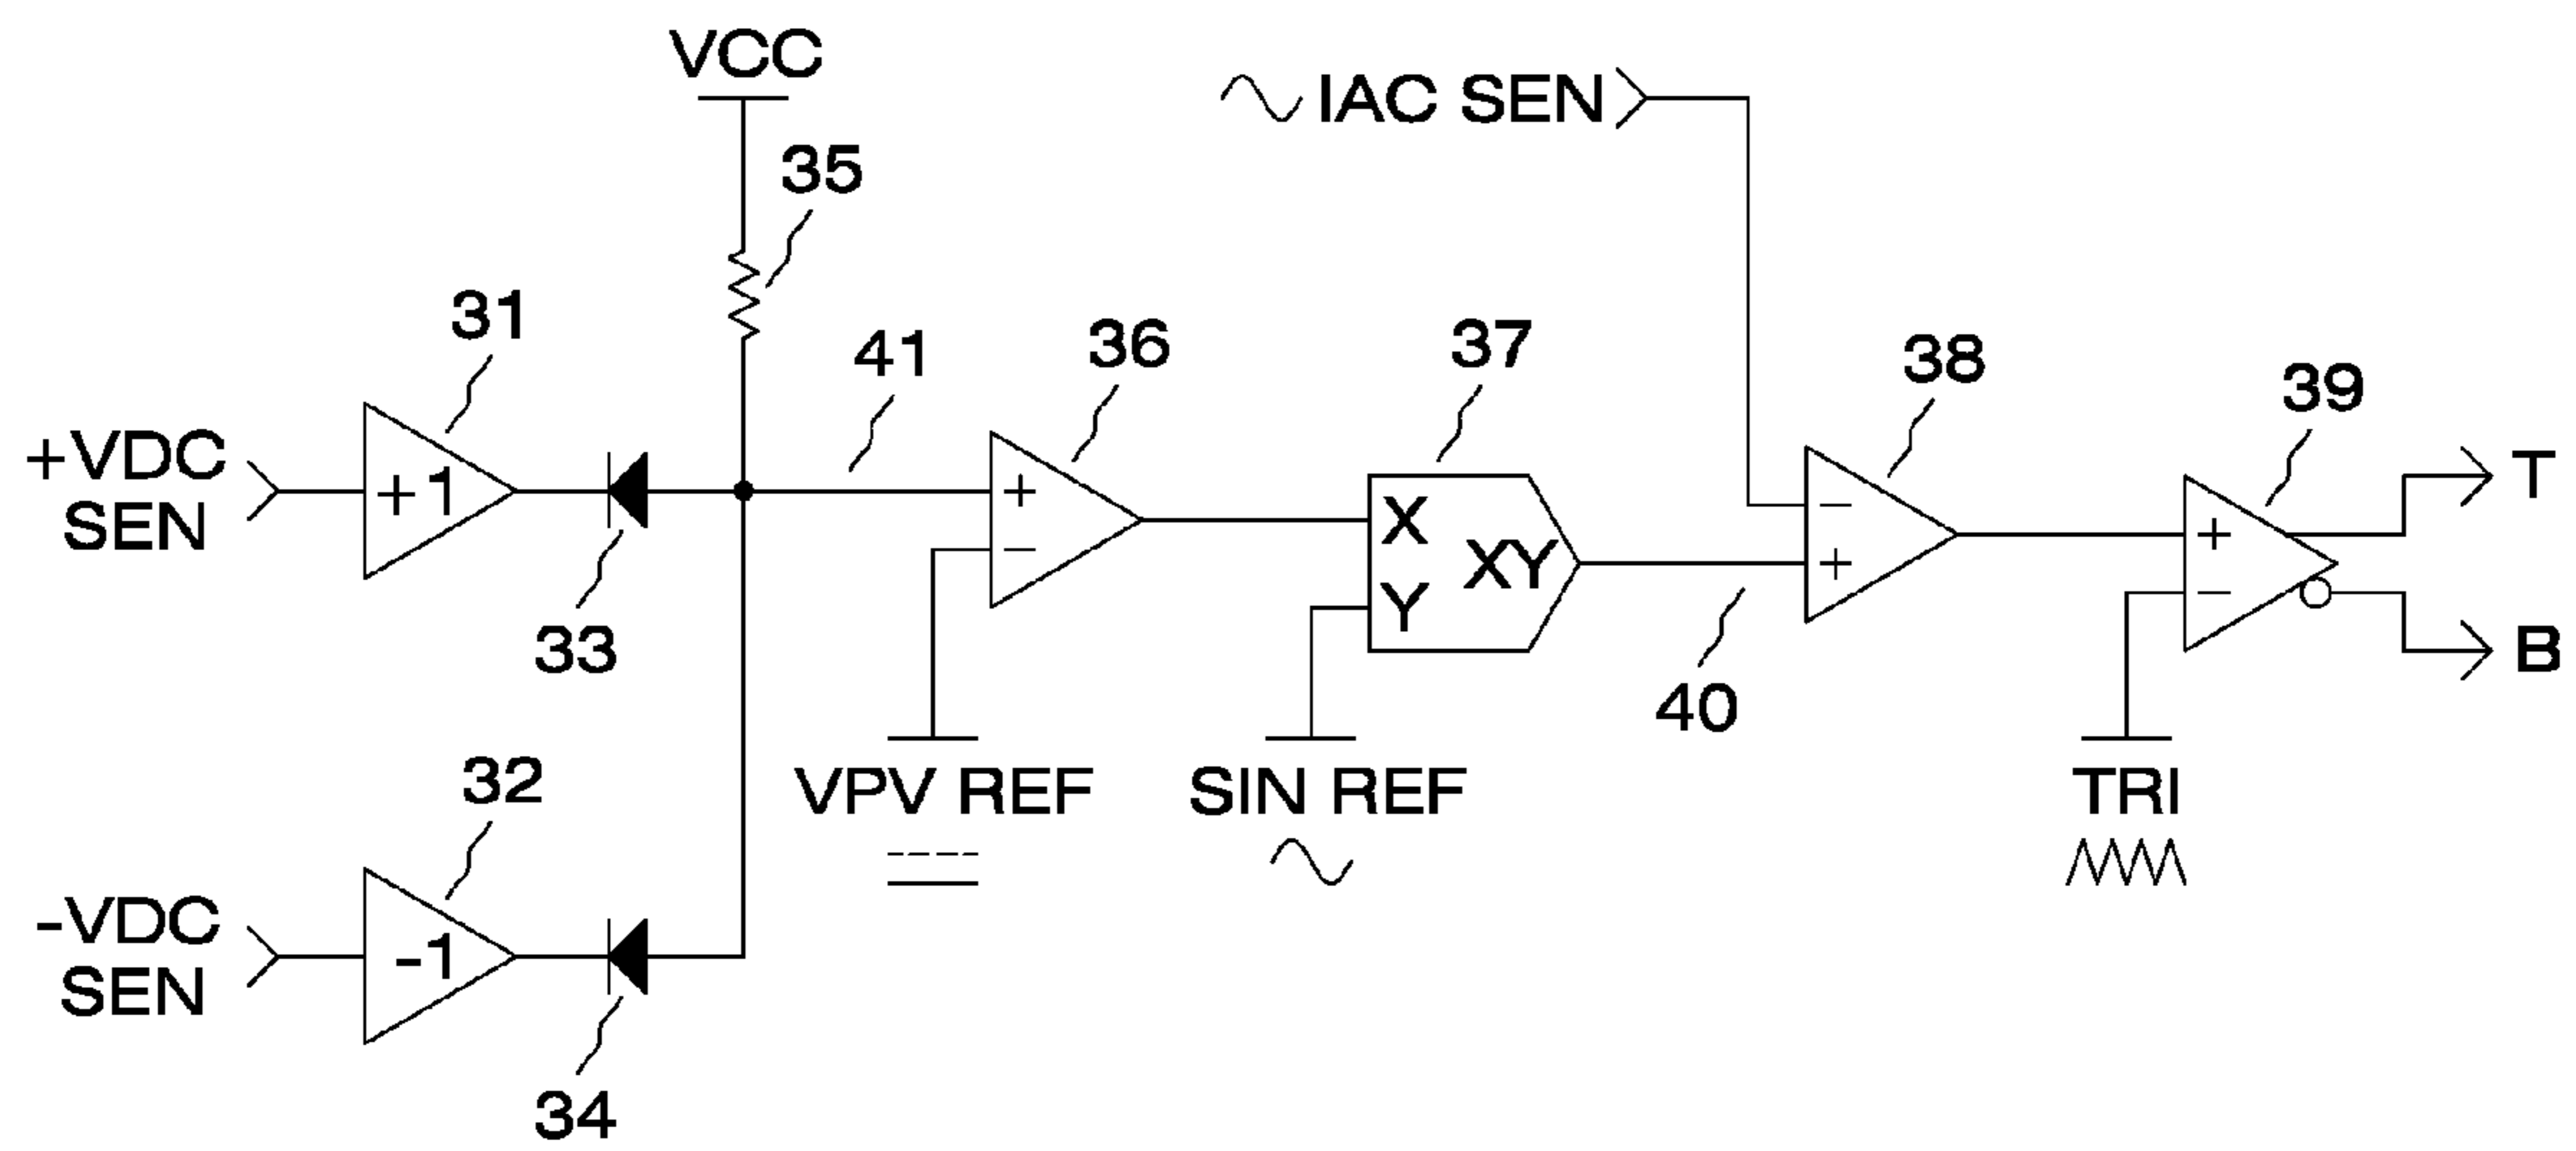 VCC
IAC SEN
35
31
41
36
37
38
39
+VDC
SEN
+1
+
−
X
Y
XY
−
+
+
−
T
B
33
40
32
VPV REF
SIN REF
TRI
-VDC
SEN
-1
34